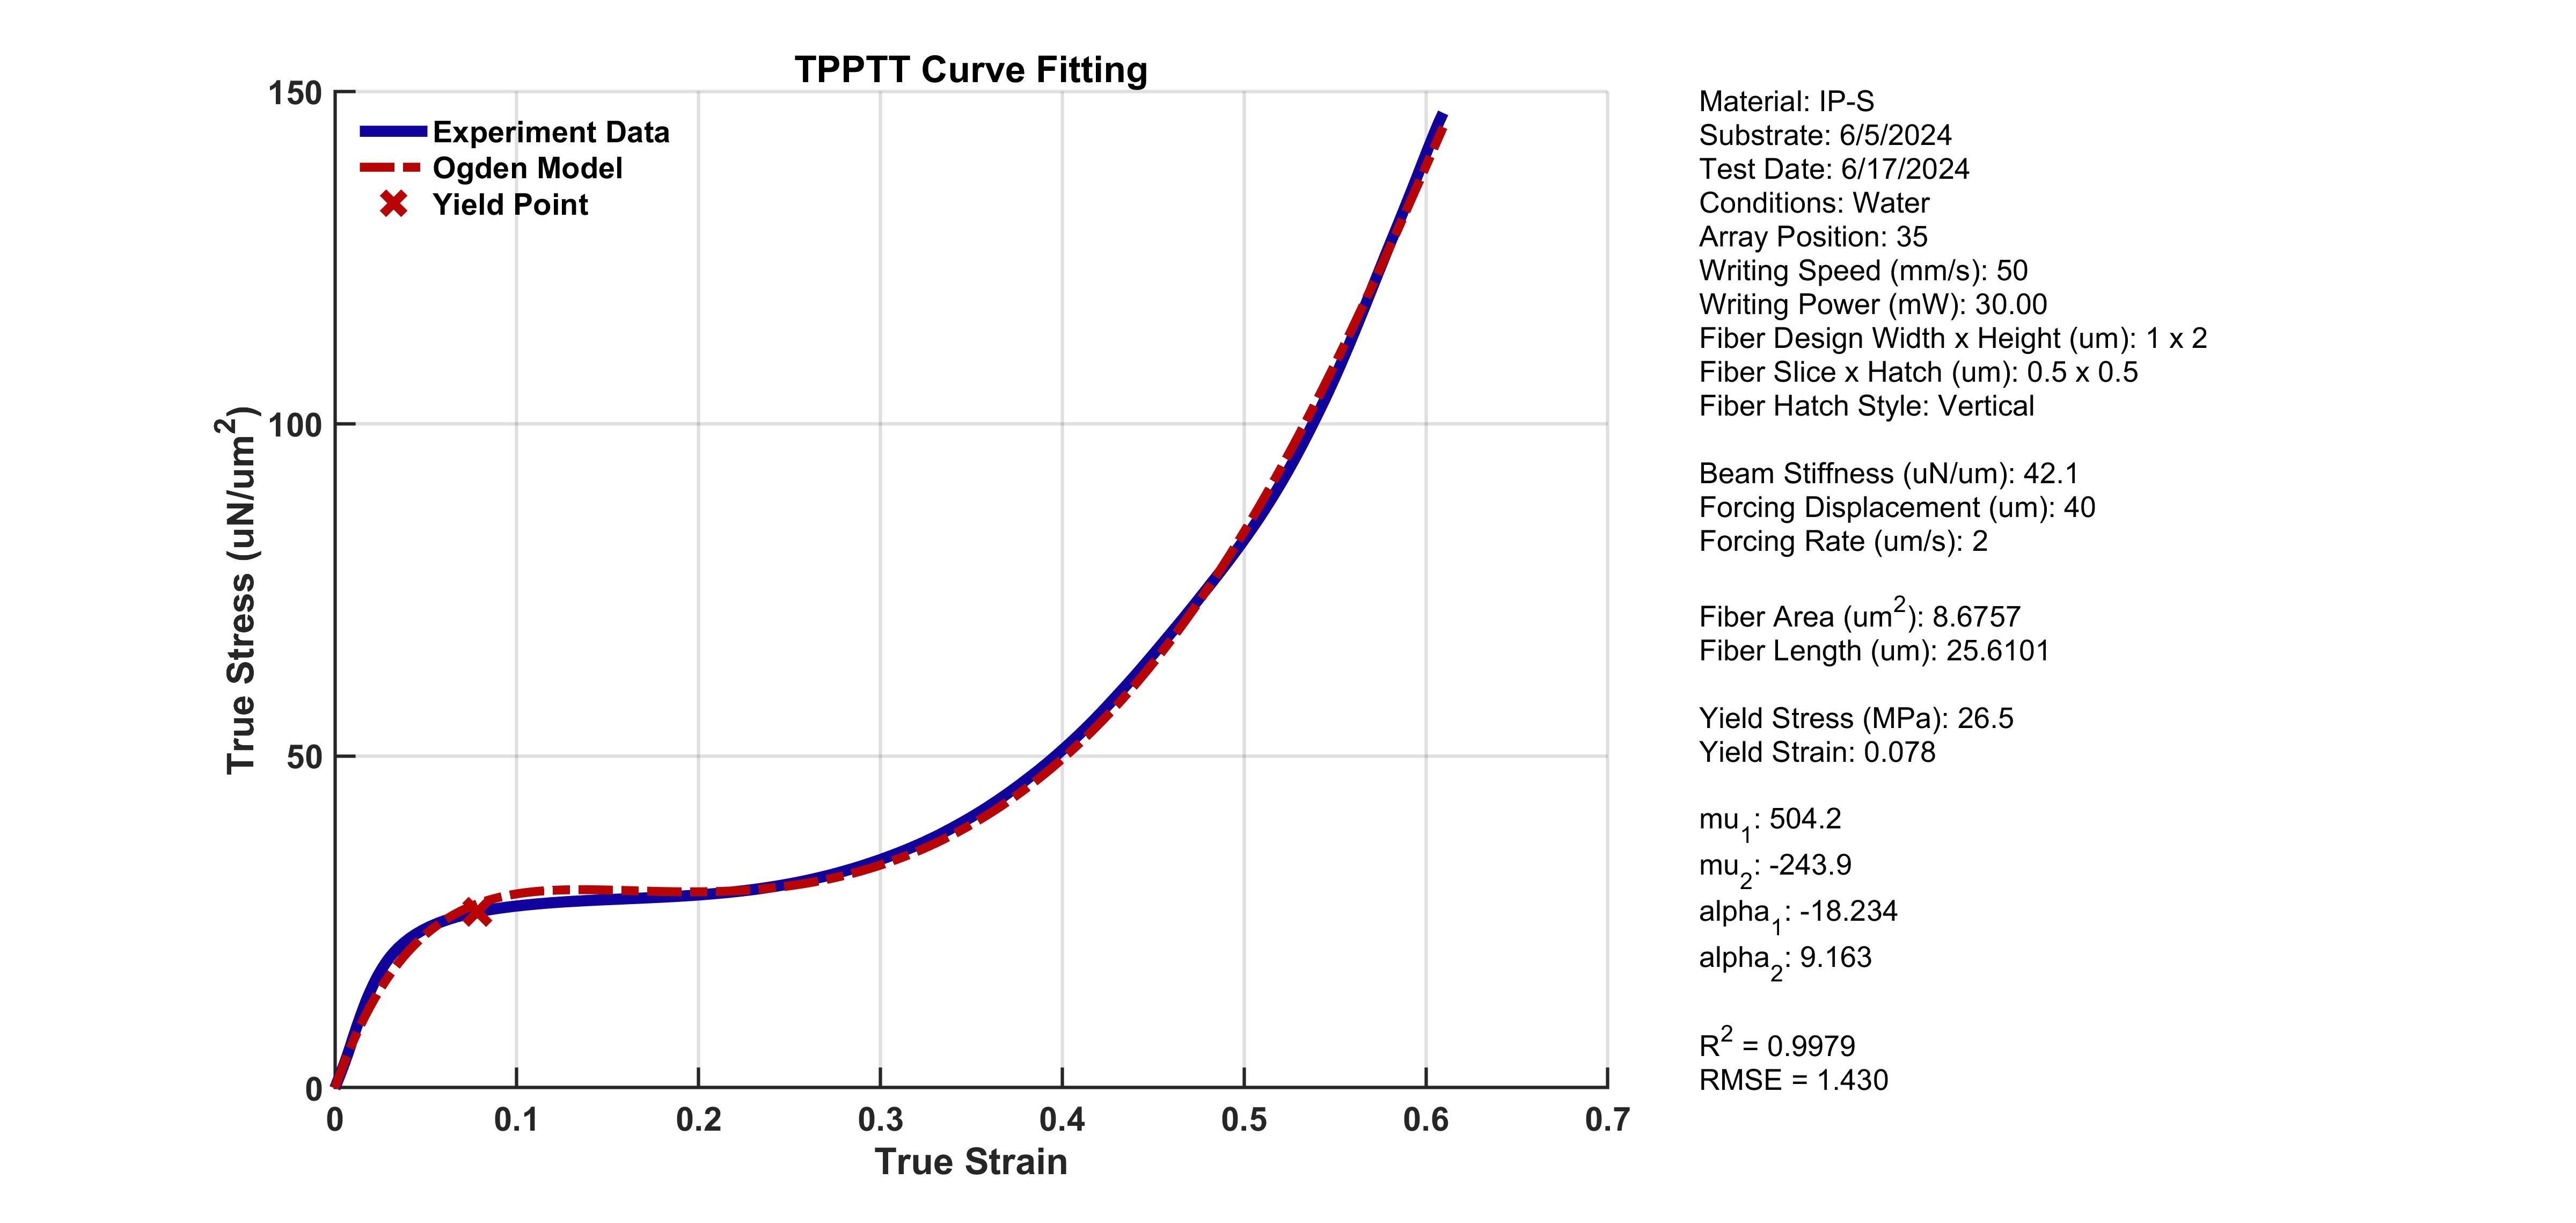 TPPTT Curve Fitting
150
100
50
0
True Stress (uN/um²)
Experiment Data
Ogden Model
Yield Point
0 0.1 0.2 0.3 0.4 0.5 0.6 0.7
True Strain
Material: IP-S
Substrate: 6/5/2024
Test Date: 6/17/2024
Conditions: Water
Array Position: 35
Writing Speed (mm/s): 50
Writing Power (mW): 30.00
Fiber Design Width x Height (um): 1 x 2
Fiber Slice x Hatch (um): 0.5 x 0.5
Fiber Hatch Style: Vertical
Beam Stiffness (uN/um): 42.1
Forcing Displacement (um): 40
Forcing Rate (um/s): 2
Fiber Area (um²): 8.6757
Fiber Length (um): 25.6101
Yield Stress (MPa): 26.5
Yield Strain: 0.078
mu₁: 504.2
mu₂: -243.9
alpha₁: -18.234
alpha₂: 9.163
R² = 0.9979
RMSE = 1.430